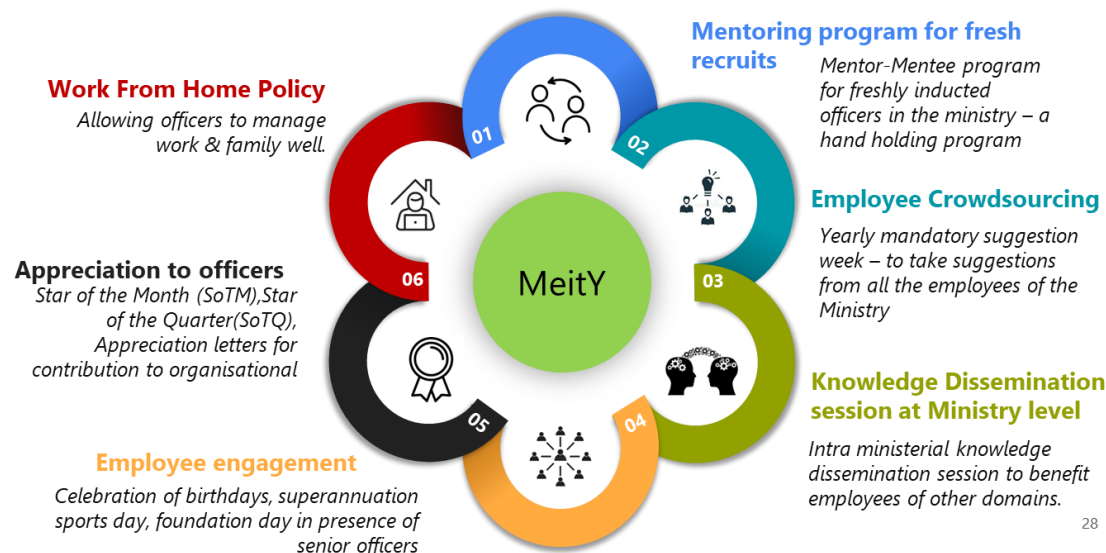 Mentoring program for fresh
recruits
Mentor-Mentee program
for freshly inducted
officers in the ministry – a
hand holding program
Work From Home Policy
Allowing officers to manage
work & family well.
01
02
Employee Crowdsourcing
Yearly mandatory suggestion
week – to take suggestions
from all the employees of the
Ministry
MeitY
03
06
Appreciation to officers
Star of the Month (SoTM),Star
of the Quarter(SoTQ),
Appreciation letters for
contribution to organisational
Knowledge Dissemination
session at Ministry level
Intra ministerial knowledge
dissemination session to benefit
employees of other domains.
04
05
Employee engagement
Celebration of birthdays, superannuation
sports day, foundation day in presence of
senior officers
28